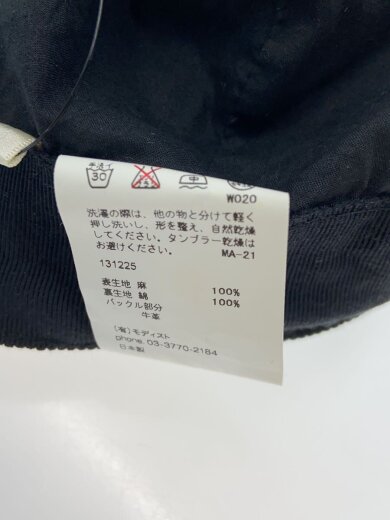 手洗イ
30
W020
洗濯の際は、他の物と分けて軽く
押し洗いし、形を整え、自然乾燥
してください。タンブラー乾燥は
お避けください。 MA-21
131225
表生地 麻 100%
裏生地 綿 100%
バックル部分
牛革
(有)モディスト
phone. 03-3770-2184
日本製